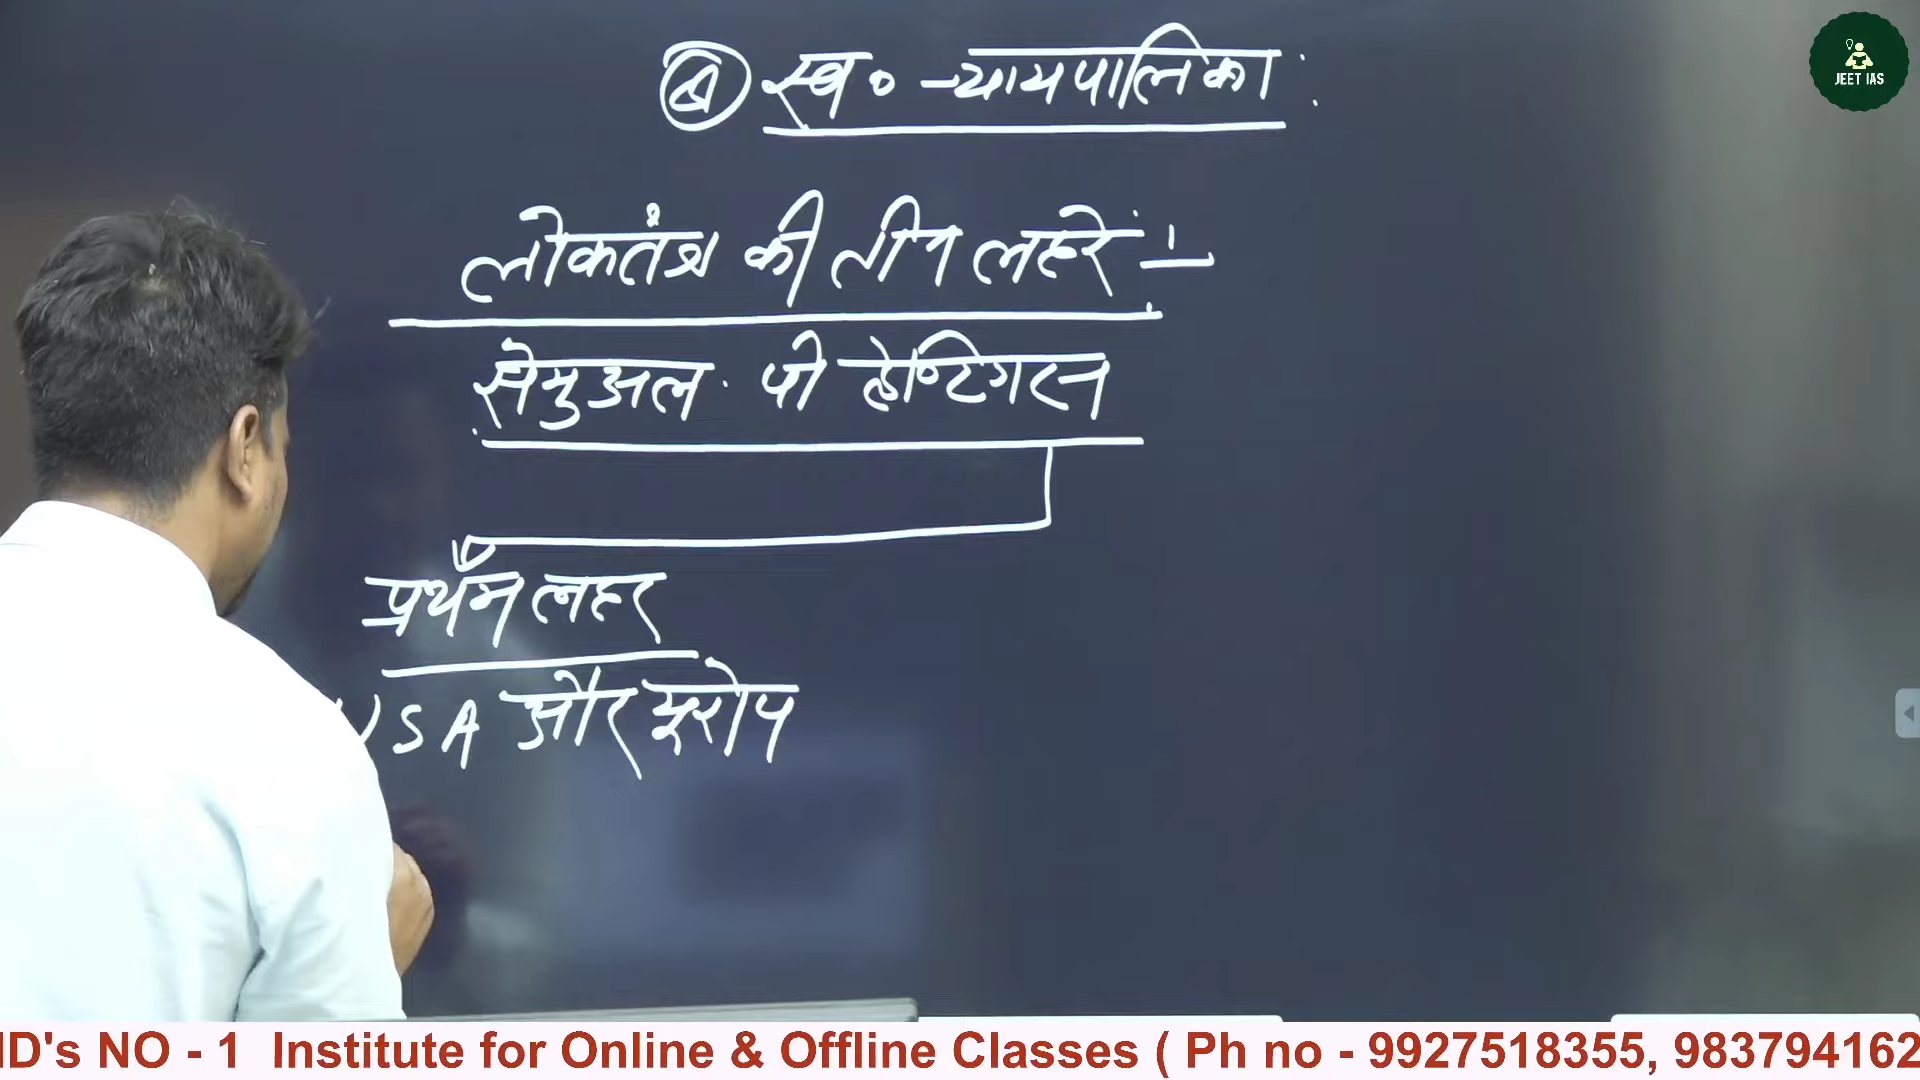 ब स्व० न्यायपालिका :
JEET IAS
लोकतंत्र की तीन लहरें :-
सेमुअल पी हंण्टिगटन
प्रथम लहर
USA और यूरोप
ID's NO - 1 Institute for Online & Offline Classes ( Ph no - 9927518355, 983794162